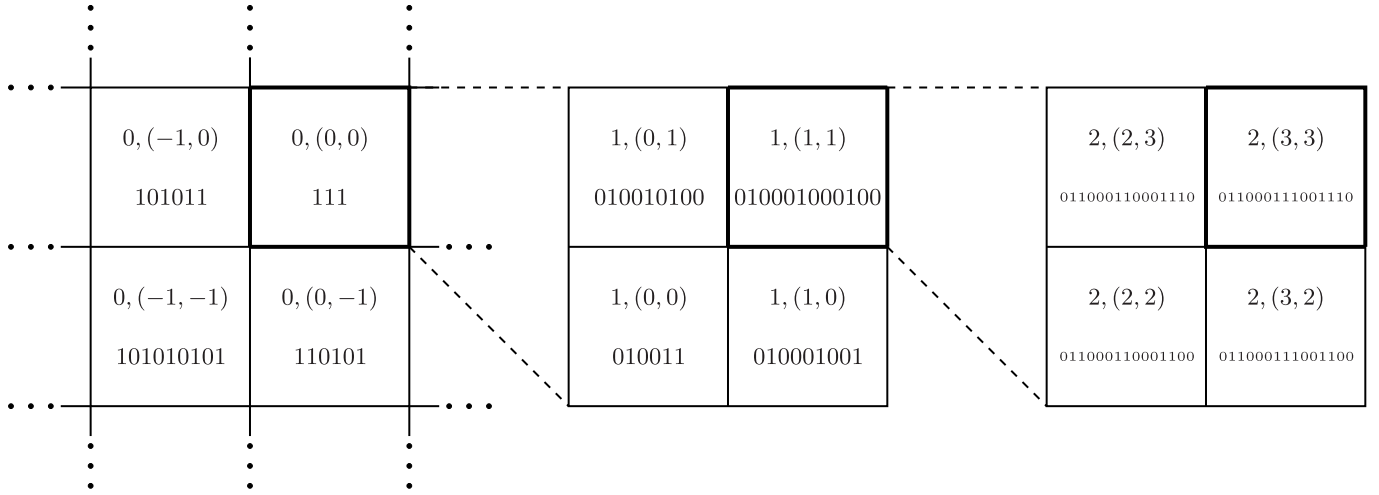 0, (−1, 0) 0, (0, 0) 1, (0, 1) 1, (1, 1) 2, (2, 3) 2, (3, 3)
101011 111 010010100 010001000100 011000110001110 011000111001110
0, (−1, −1) 0, (0, −1) 1, (0, 0) 1, (1, 0) 2, (2, 2) 2, (3, 2)
101010101 110101 010011 010001001 011000110001100 011000111001100